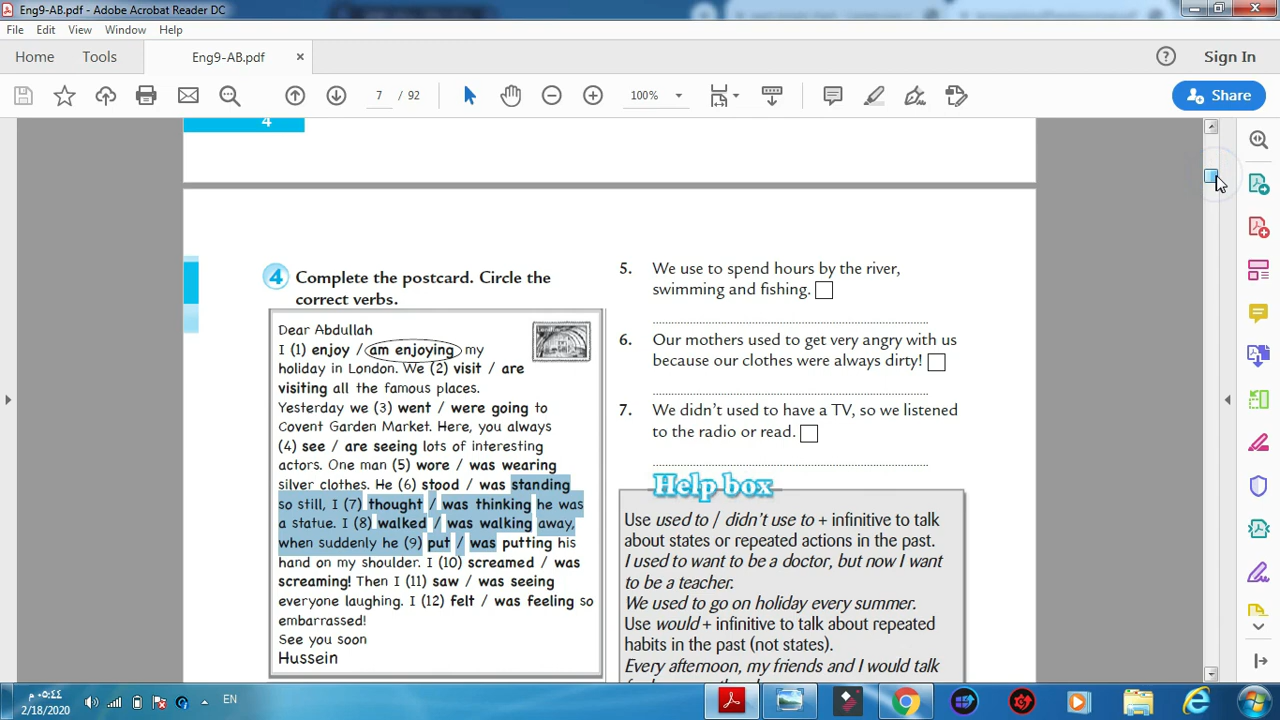 Eng9-AB.pdf - Adobe Acrobat Reader DC
File Edit View Window Help
Home Tools Eng9-AB.pdf × Sign In
7 / 92 100% Share
4
4 Complete the postcard. Circle the
correct verbs.
Dear Abdullah
I (1) enjoy / am enjoying my
holiday in London. We (2) visit / are
visiting all the famous places.
Yesterday we (3) went / were going to
Covent Garden Market. Here, you always
(4) see / are seeing lots of interesting
actors. One man (5) wore / was wearing
silver clothes. He (6) stood / was standing
so still, I (7) thought / was thinking he was
a statue. I (8) walked / was walking away,
when suddenly he (9) put / was putting his
hand on my shoulder. I (10) screamed / was
screaming! Then I (11) saw / was seeing
everyone laughing. I (12) felt / was feeling so
embarrassed!
See you soon
Hussein
5. We use to spend hours by the river,
swimming and fishing.
6. Our mothers used to get very angry with us
because our clothes were always dirty!
7. We didn't used to have a TV, so we listened
to the radio or read.
Help box
Use used to / didn't use to + infinitive to talk
about states or repeated actions in the past.
I used to want to be a doctor, but now I want
to be a teacher.
We used to go on holiday every summer.
Use would + infinitive to talk about repeated
habits in the past (not states).
Every afternoon, my friends and I would talk
م ٥:٤٤
2/18/2020
EN